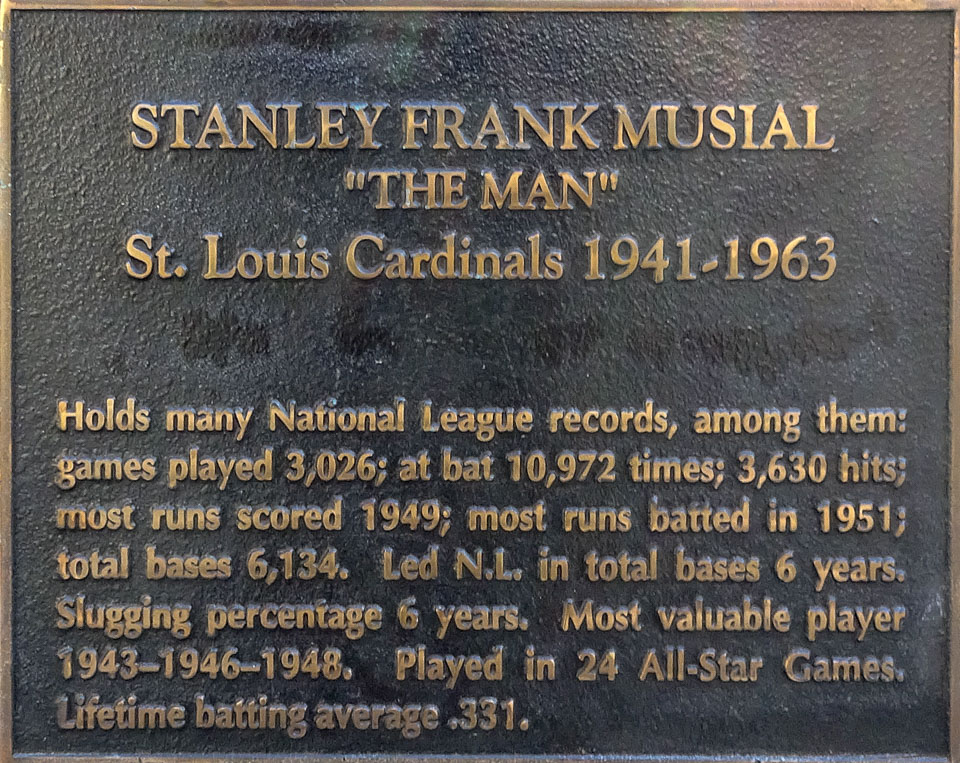 STANLEY FRANK MUSIAL
"THE MAN"
St. Louis Cardinals 1941-1963
Holds many National League records, among them:
games played 3,026; at bat 10,972 times; 3,630 hits;
most runs scored 1949; most runs batted in 1951;
total bases 6,134. Led N.L. in total bases 6 years.
Slugging percentage 6 years. Most valuable player
1943–1946–1948. Played in 24 All-Star Games.
Lifetime batting average .331.